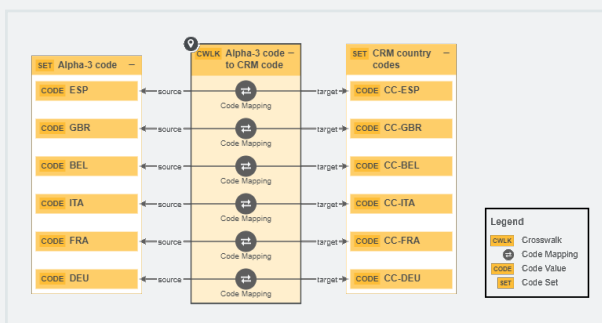 SET Alpha-3 code –
CWLK Alpha-3 code –
to CRM code
SET CRM country –
codes
CODE ESP
source
Code Mapping
target
CODE CC-ESP
CODE GBR
source
Code Mapping
target
CODE CC-GBR
CODE BEL
source
Code Mapping
target
CODE CC-BEL
CODE ITA
source
Code Mapping
target
CODE CC-ITA
CODE FRA
source
Code Mapping
target
CODE CC-FRA
CODE DEU
source
Code Mapping
target
CODE CC-DEU
Legend
CWLK Crosswalk
Code Mapping
CODE Code Value
SET Code Set